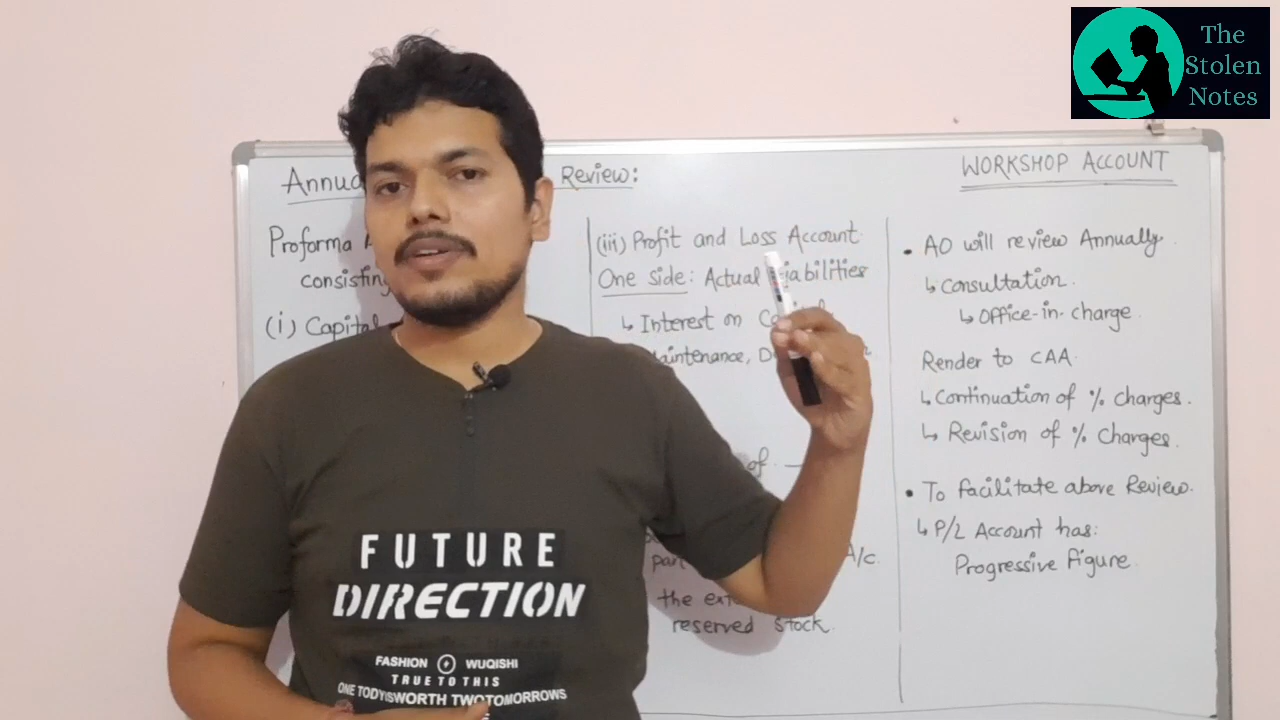 The
Stolen
Notes
WORKSHOP ACCOUNT
Review:
Proforma
consisting
(i) Capital
(iii) Profit and Loss Account
One side: Actual Liabilities
↳ Interest on
Maintenance,
of —
A/c.
the
reserved stock.
• AO will review Annually.
↳ Consultation.
↳ Office-in-charge
Render to CAA.
↳ Continuation of % charges.
↳ Revision of % Charges.
• To facilitate above Review.
↳ P/L Account has:
Progressive figure
FUTURE
DIRECTION
FASHION WUQISHI
TRUE TO THIS
ONE TODYISWORTH TWOTOMORROWS